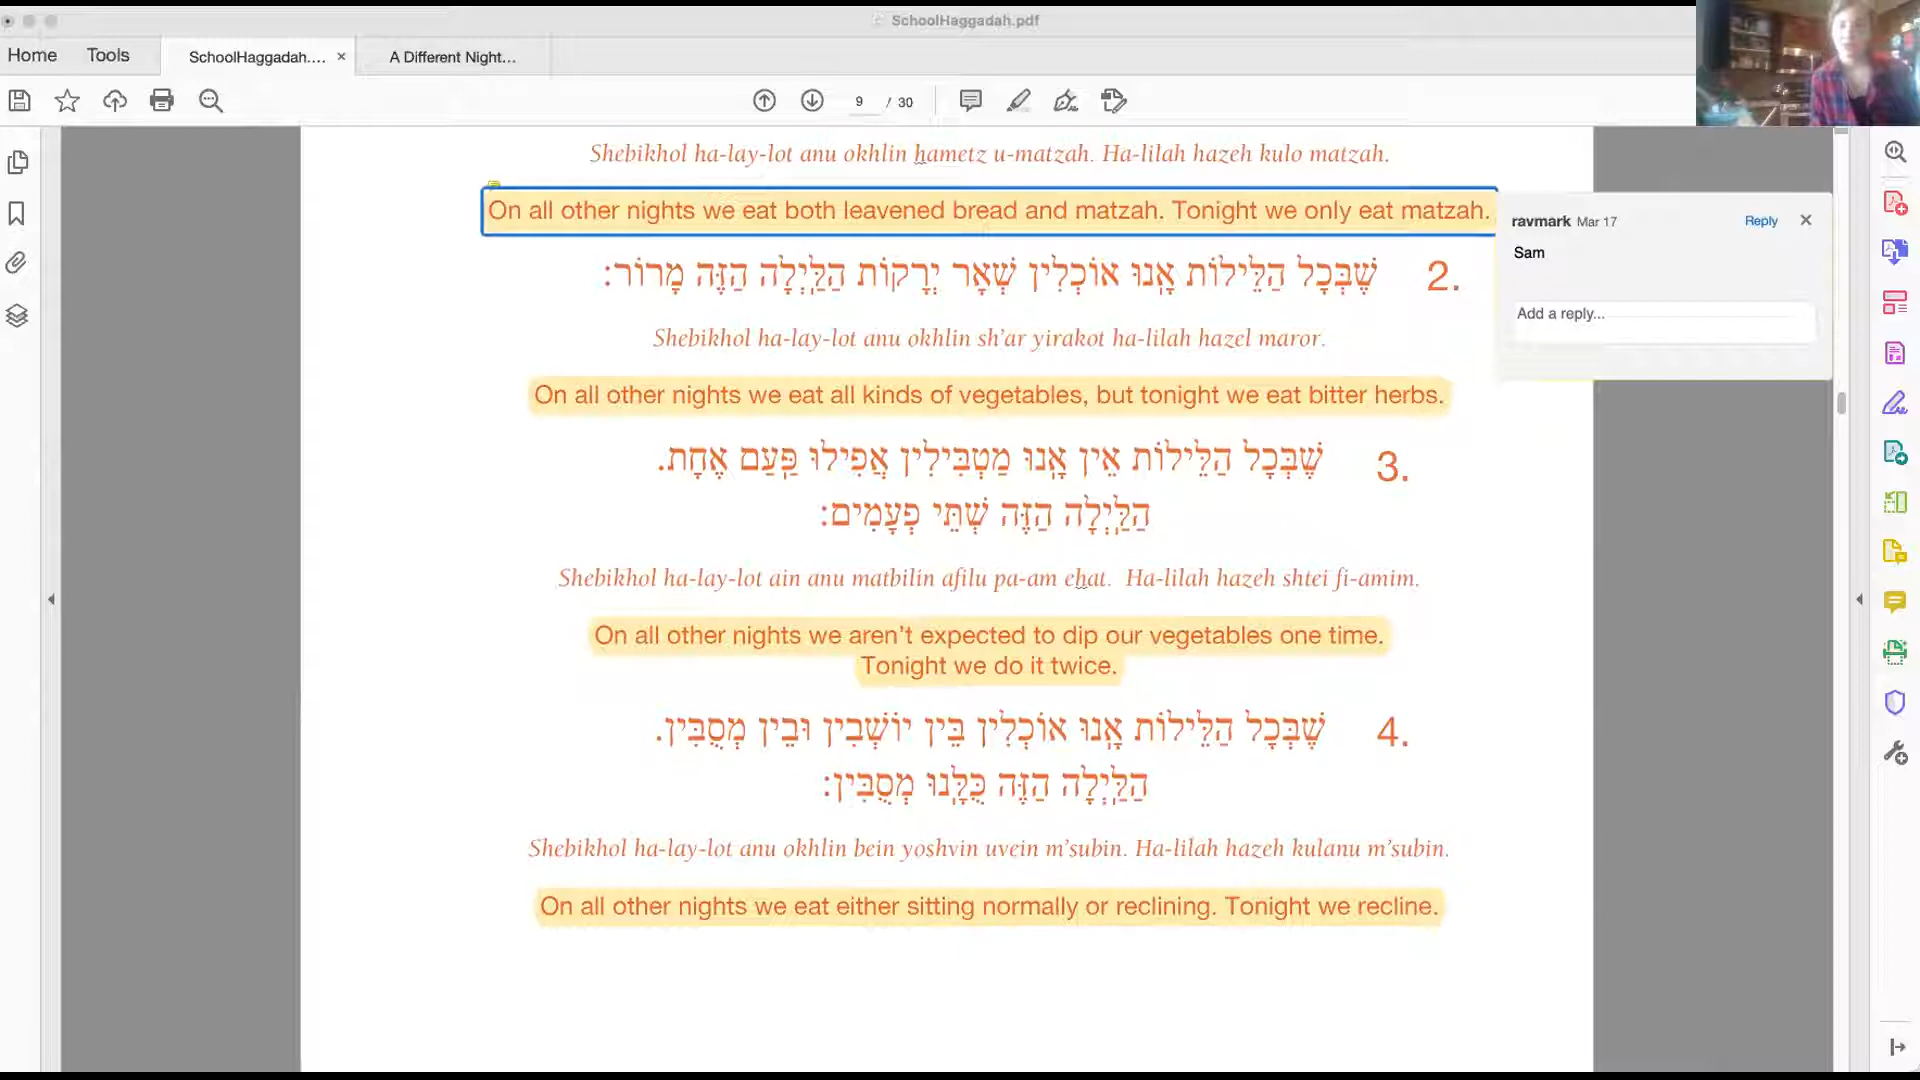 SchoolHaggadah.pdf
Home Tools SchoolHaggadah.... × A Different Night...
9 / 30
Shebikhol ha-lay-lot anu okhlin hametz u-matzah. Ha-lilah hazeh kulo matzah.
On all other nights we eat both leavened bread and matzah. Tonight we only eat matzah.
ravmark Mar 17 Reply ×
Sam
Add a reply...
2. שֶׁבְּכָל הַלֵּילוֹת אָֽנוּ אוֹכְלִין שְׁאָר יְרָקוֹת הַלַּֽיְלָה הַזֶּה מָרוֹר:
Shebikhol ha-lay-lot anu okhlin sh'ar yirakot ha-lilah hazel maror.
On all other nights we eat all kinds of vegetables, but tonight we eat bitter herbs.
3. שֶׁבְּכָל הַלֵּילוֹת אֵין אָֽנוּ מַטְבִּילִין אֲפִילוּ פַּֽעַם אֶחָת.
הַלַּֽיְלָה הַזֶּה שְׁתֵּי פְעָמִים:
Shebikhol ha-lay-lot ain anu matbilin afilu pa-am ehat. Ha-lilah hazeh shtei fi-amim.
On all other nights we aren't expected to dip our vegetables one time.
Tonight we do it twice.
4. שֶׁבְּכָל הַלֵּילוֹת אָֽנוּ אוֹכְלִין בֵּין יוֹשְׁבִין וּבֵין מְסֻבִּין.
הַלַּֽיְלָה הַזֶּה כֻּלָּֽנוּ מְסֻבִּין:
Shebikhol ha-lay-lot anu okhlin bein yoshvin uvein m'subin. Ha-lilah hazeh kulanu m'subin.
On all other nights we eat either sitting normally or reclining. Tonight we recline.